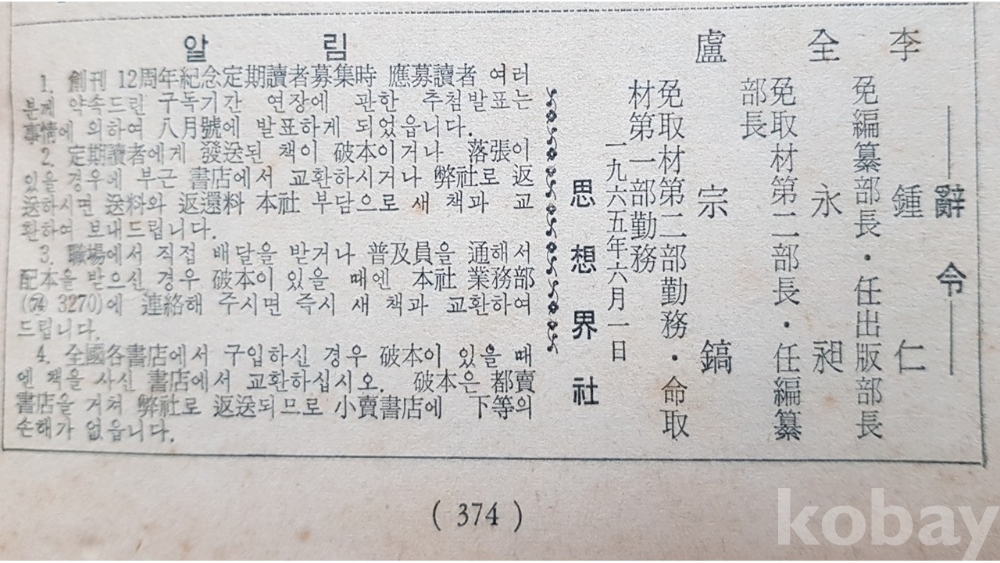 알림
1. 創刊 12周年紀念定期讀者募集時 應募讀者 여러
분께 약속드린 구독기간 연장에 관한 추첨발표는
事情에 의하여 八月號에 발표하게 되었읍니다.
2. 定期讀者에게 發送된 책이 破本이거나 落張이
있을 경우에 부근 書店에서 교환하시거나 弊社로 返
送하시면 送料와 返還料 本社 부담으로 새 책과 교
환하여 보내드립니다.
3. 職場에서 직접 배달을 받거나 普及員을 通해서
配本을 받으신 경우 破本이 있을 때엔 本社 業務部
3270)에 連絡해 주시면 즉시 새 책과 교환하여
드립니다.
4. 全國各書店에서 구입하신 경우 破本이 있을 때
엔 책을 사신 書店에서 교환하십시오. 破本은 都賣
書店을 거쳐 弊社로 返送되므로 小賣書店에 下等의
손해가 없읍니다.
辭令
李鍾仁
免編纂部長·任出版部長
全永昶
免取材第二部長·任編纂
部長
盧宗鎬
免取材第二部勤務·命取
材第一部勤務
一九六五年六月一日
思想界社
(374)
kobay